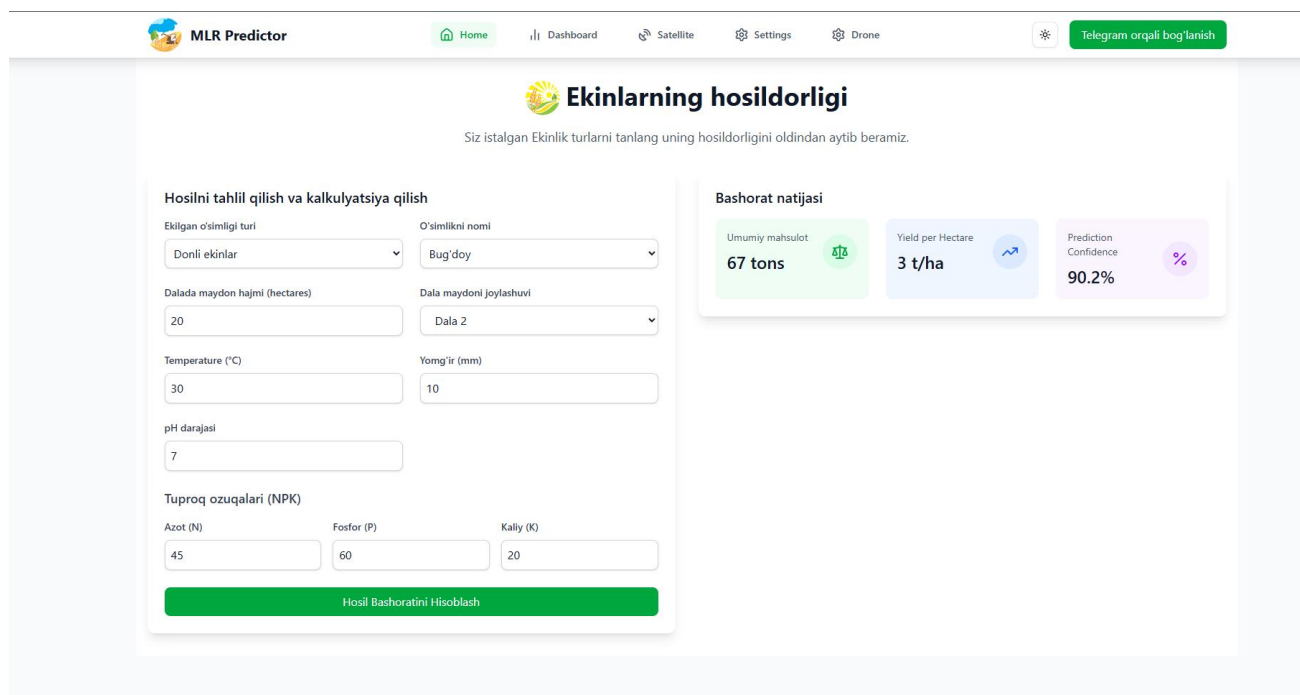 MLR Predictor
Home
Dashboard
Satellite
Settings
Drone
Telegram orqali bog'lanish
Ekinlarning hosildorligi
Siz istalgan Ekinlik turlarni tanlang uning hosildorligini oldindan aytib beramiz.
Hosilni tahlil qilish va kalkulyatsiya qilish
Ekilgan o'simligi turi
O'simlikni nomi
Donli ekinlar
Bug'doy
Dalada maydon hajmi (hectares)
Dala maydoni joylashuvi
20
Dala 2
Temperature (°C)
Yomg'ir (mm)
30
10
pH darajasi
7
Tuproq ozuqalari (NPK)
Azot (N)
Fosfor (P)
Kaliy (K)
45
60
20
Hosil Bashoratini Hisoblash
Bashorat natijasi
Umumiy mahsulot
67 tons
Yield per Hectare
3 t/ha
Prediction
Confidence
90.2%